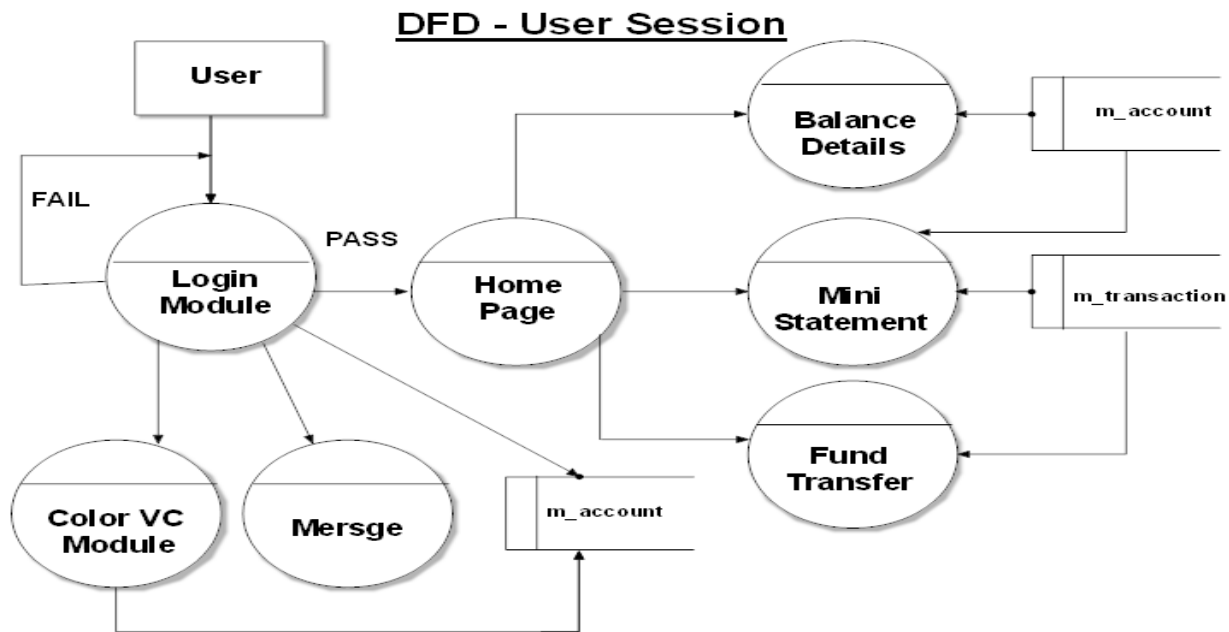 DFD - User Session
User
FAIL
PASS
Login
Module
Home
Page
Balance
Details
m_account
Mini
Statement
m_transaction
Fund
Transfer
Color VC
Module
Mersge
m_account